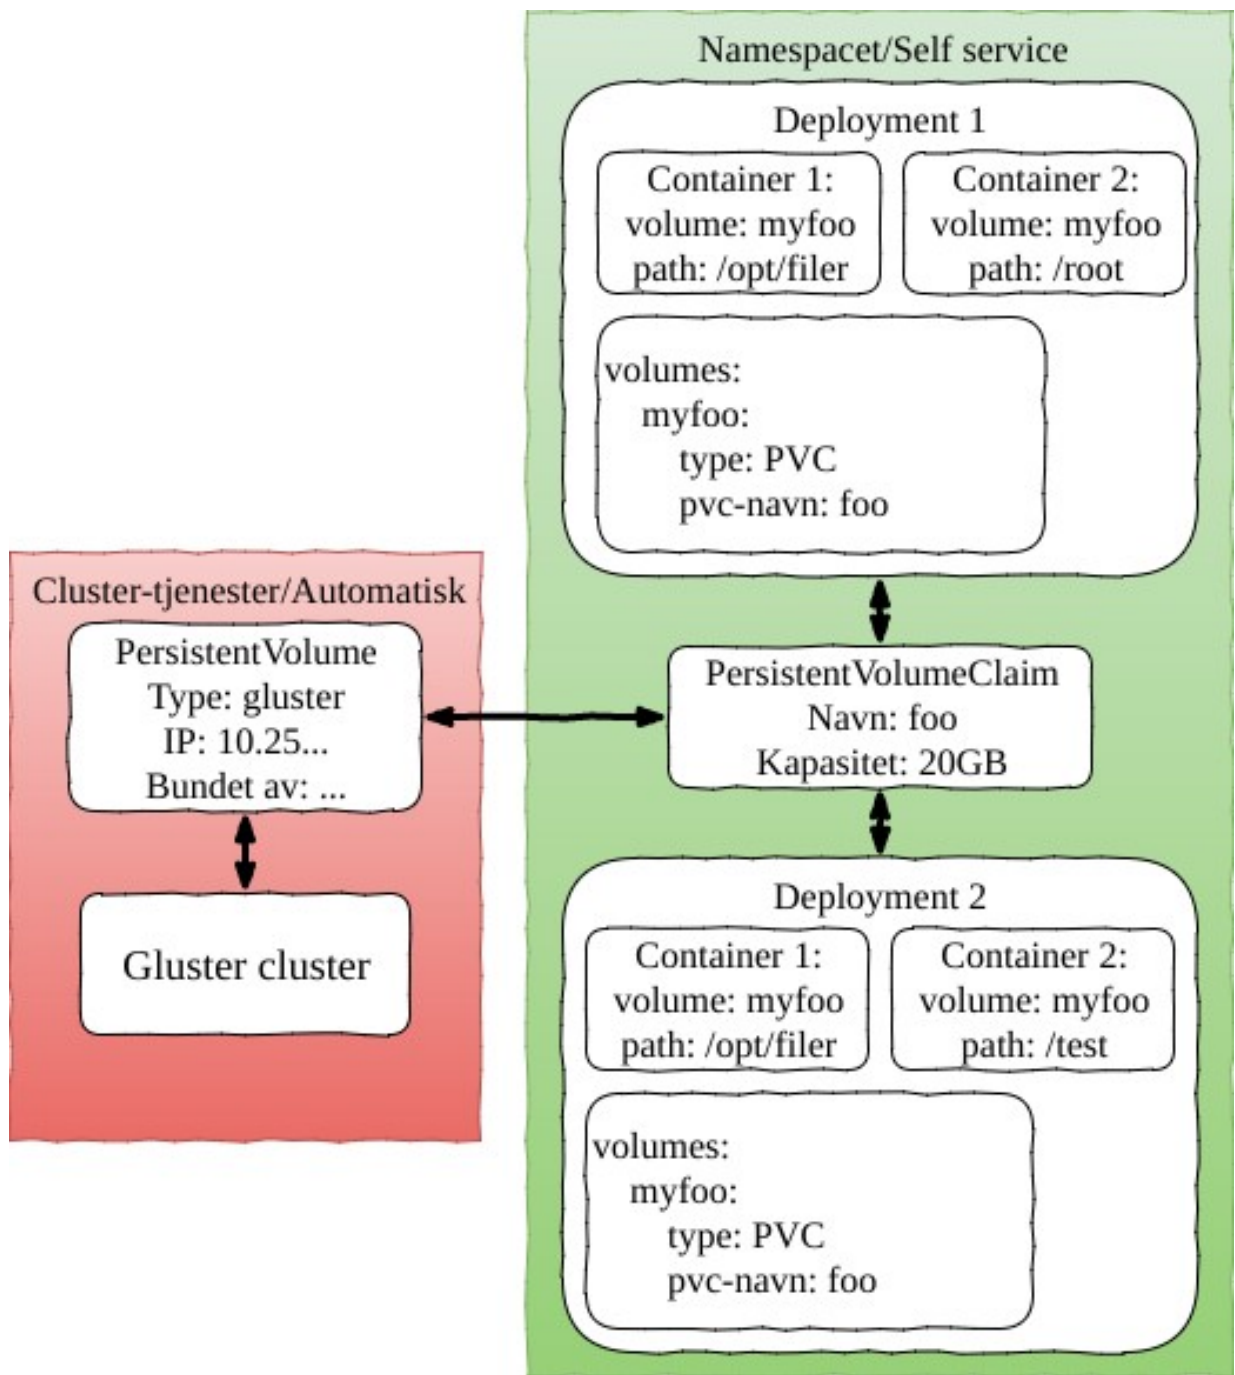 Namespacet/Self service
Deployment 1
Container 1:
volume: myfoo
path: /opt/filer
Container 2:
volume: myfoo
path: /root
volumes:
myfoo:
type: PVC
pvc-navn: foo
Cluster-tjenester/Automatisk
PersistentVolume
Type: gluster
IP: 10.25...
Bundet av: ...
Gluster cluster
PersistentVolumeClaim
Navn: foo
Kapasitet: 20GB
Deployment 2
Container 1:
volume: myfoo
path: /opt/filer
Container 2:
volume: myfoo
path: /test
volumes:
myfoo:
type: PVC
pvc-navn: foo